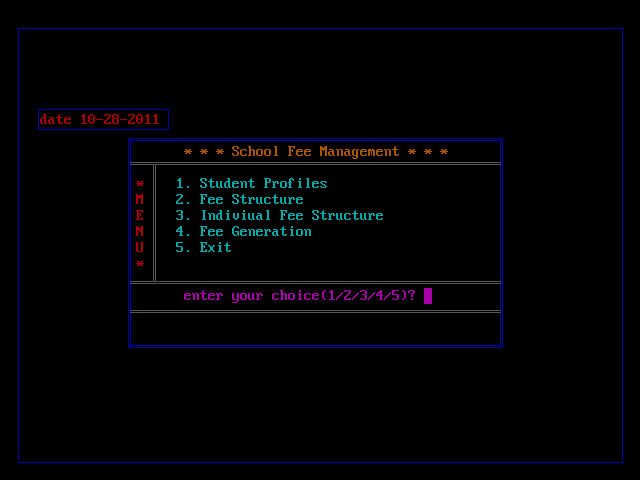 date 10-28-2011
* * * School Fee Management * * *
*
M
E
N
U
*
1. Student Profiles
2. Fee Structure
3. Indiviual Fee Structure
4. Fee Generation
5. Exit
enter your choice(1/2/3/4/5)?